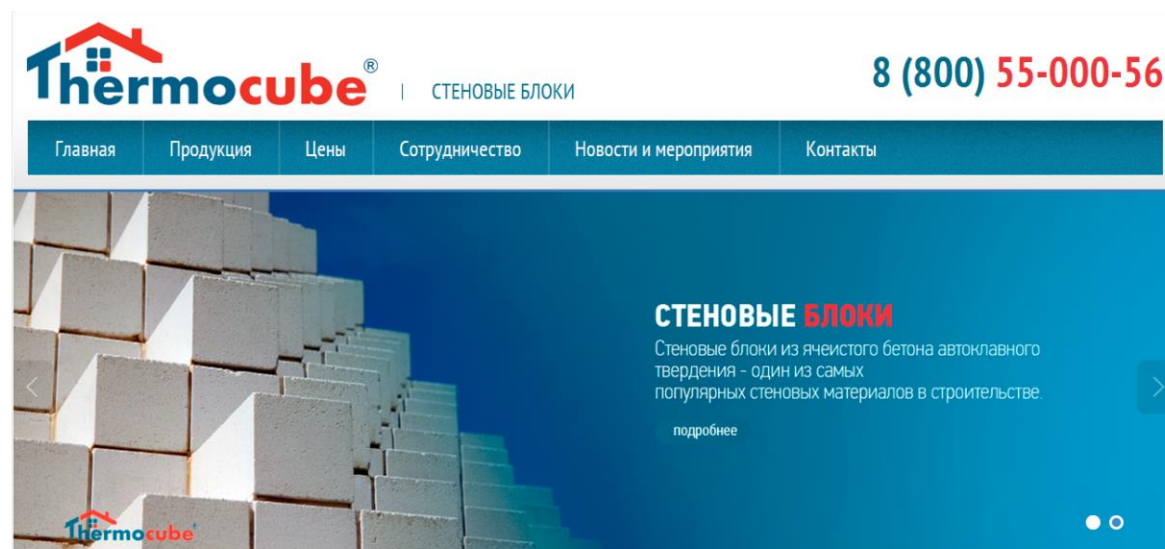 Thermocube® | СТЕНОВЫЕ БЛОКИ
8 (800) 55-000-56
Главная Продукция Цены Сотрудничество Новости и мероприятия Контакты
СТЕНОВЫЕ БЛОКИ
Стеновые блоки из ячеистого бетона автоклавного
твердения - один из самых
популярных стеновых материалов в строительстве.
подробнее
Thermocube